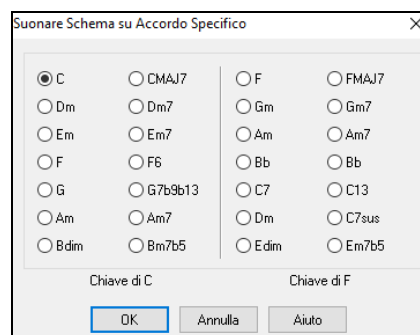 Suonare Schema su Accordo Specifico
C CMAJ7 F FMAJ7
Dm Dm7 Gm Gm7
Em Em7 Am Am7
F F6 Bb Bb
G G7b9b13 C7 C13
Am Am7 Dm C7sus
Bdim Bm7b5 Edim Em7b5
Chiave di C Chiave di F
OK Annulla Aiuto